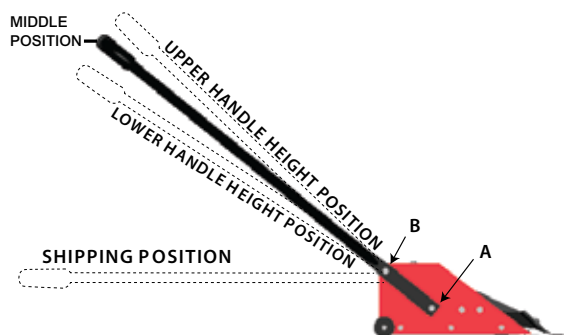 MIDDLE
POSITION
UPPER HANDLE HEIGHT POSITION
LOWER HANDLE HEIGHT POSITION
SHIPPING POSITION
B
A